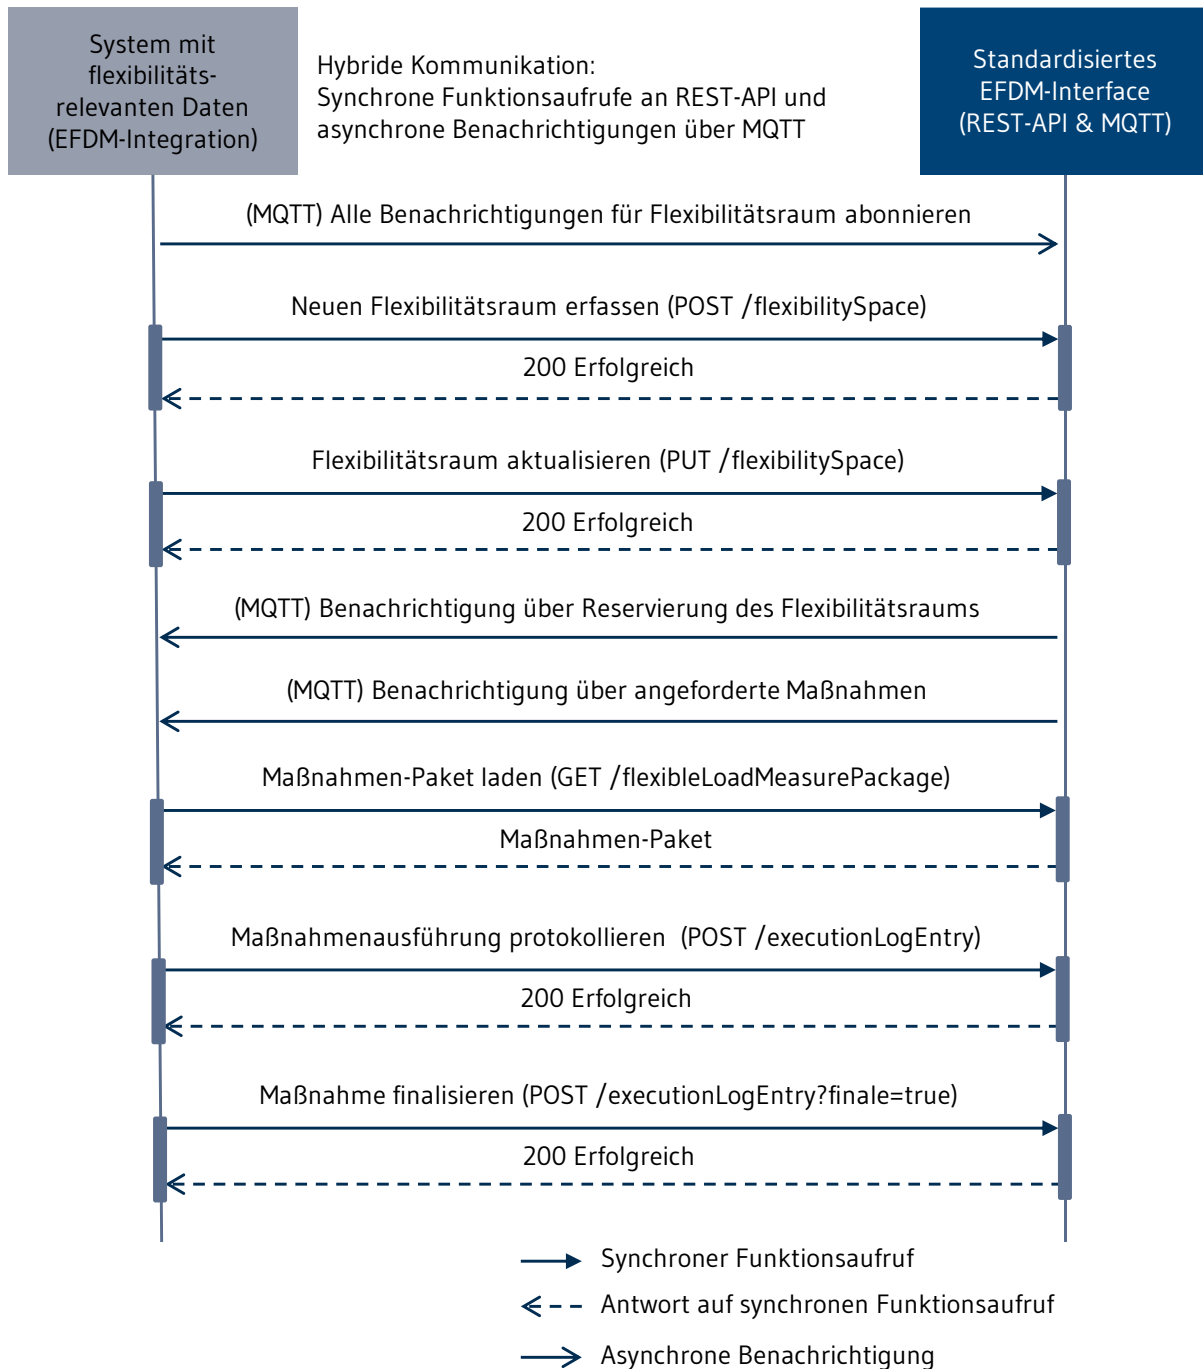 System mit
flexibilitäts-
relevanten Daten
(EFDM-Integration)
Hybride Kommunikation:
Synchrone Funktionsaufrufe an REST-API und
asynchrone Benachrichtigungen über MQTT
Standardisiertes
EFDM-Interface
(REST-API & MQTT)
(MQTT) Alle Benachrichtigungen für Flexibilitätsraum abonnieren
Neuen Flexibilitätsraum erfassen (POST /flexibilitySpace)
200 Erfolgreich
Flexibilitätsraum aktualisieren (PUT /flexibilitySpace)
200 Erfolgreich
(MQTT) Benachrichtigung über Reservierung des Flexibilitätsraums
(MQTT) Benachrichtigung über angeforderte Maßnahmen
Maßnahmen-Paket laden (GET /flexibleLoadMeasurePackage)
Maßnahmen-Paket
Maßnahmenausführung protokollieren (POST /executionLogEntry)
200 Erfolgreich
Maßnahme finalisieren (POST /executionLogEntry?finale=true)
200 Erfolgreich
Synchroner Funktionsaufruf
Antwort auf synchronen Funktionsaufruf
Asynchrone Benachrichtigung